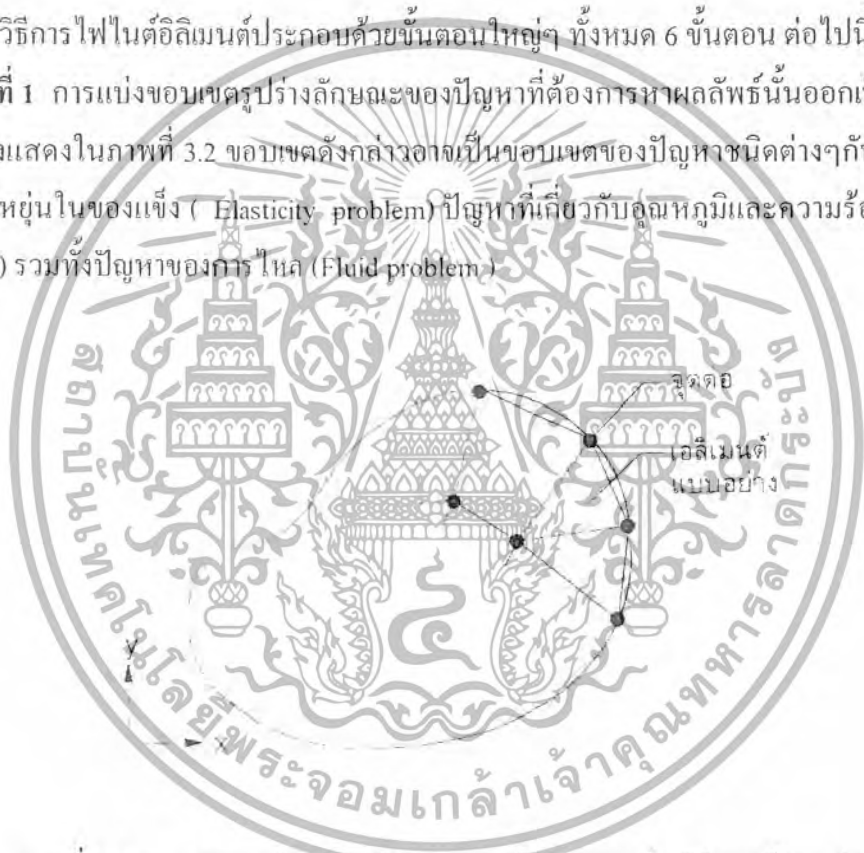 วิธีการไฟไนต์อิลิเมนต์ประกอบด้วยขั้นตอนใหญ่ๆ ทั้งหมด 6 ขั้นตอน ต่อไปนี้
ที่ 1 การแบ่งขอบเขตรูปร่างลักษณะของปัญหาที่ต้องการหาผลลัพธ์นั้นออก
แสดงในภาพที่ 3.2 ขอบเขตดังกล่าวอาจเป็นขอบเขตของปัญหาชนิดต่างๆกัน
หยุ่นในของแข็ง ( Elasticity problem) ปัญหาที่เกี่ยวกับอุณหภูมิและความร้อ
) รวมทั้งปัญหาของการไหล (Fluid problem )
จุดต่อ
เอลิเมนต์
แบบอย่าง
y
x
สถาบันเทคโนโลยีพระจอมเกล้าเจ้าคุณทหารลาดกระบัง